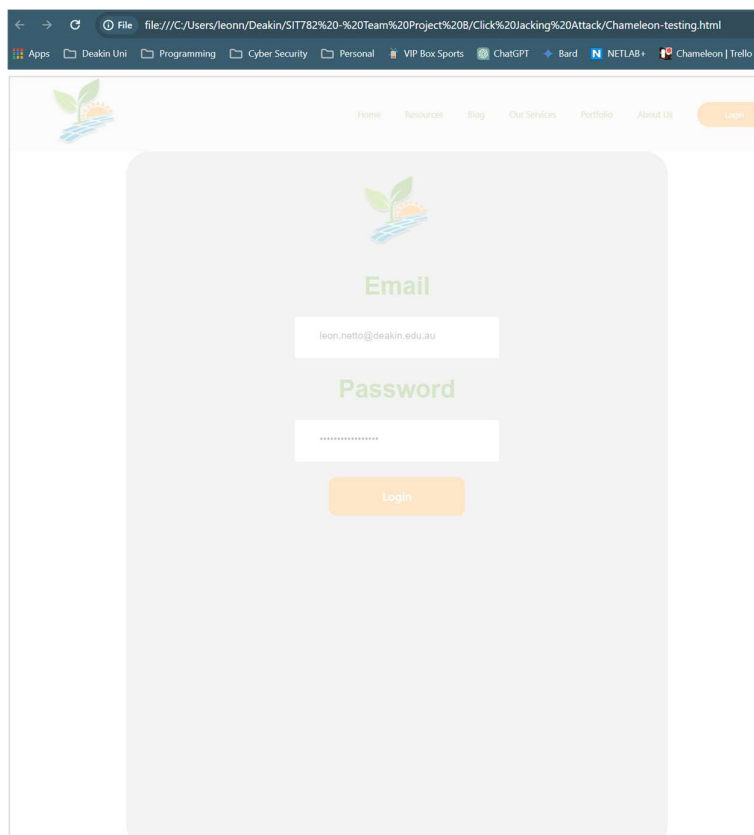 File file:///C:/Users/leonn/Deakin/SIT782%20-%20Team%20Project%20B/Click%20Jacking%20Attack/Chameleon-testing.html
Apps Deakin Uni Programming Cyber Security Personal VIP Box Sports ChatGPT Bard NETLAB+ Chameleon | Trello
Home Resources Blog Our Services Portfolio About Us Login
Email
leon.netto@deakin.edu.au
Password
•••••••••••••••••
Login